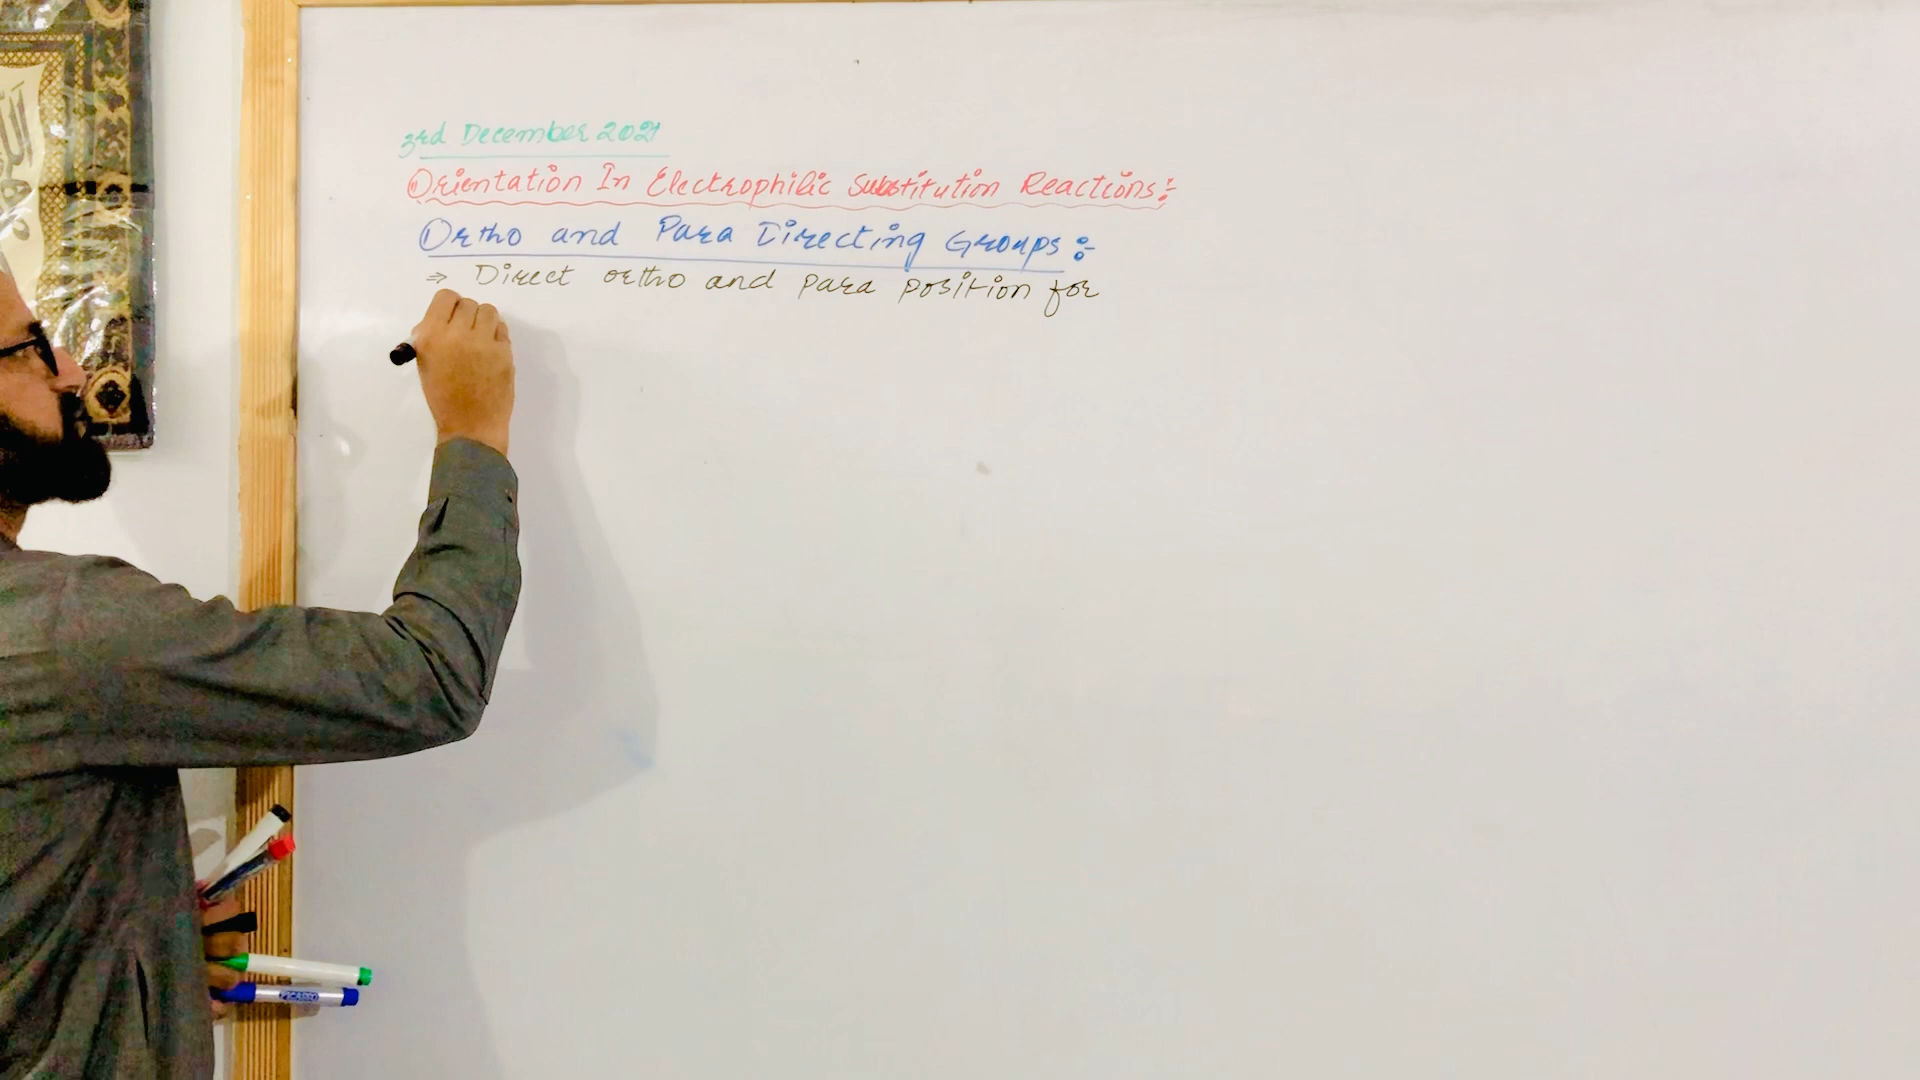 3rd December 2021
Orientation In Electrophilic Substitution Reactions:-
Ortho and Para Directing Groups:-
⇒ Direct ortho and para position for
PICASSO